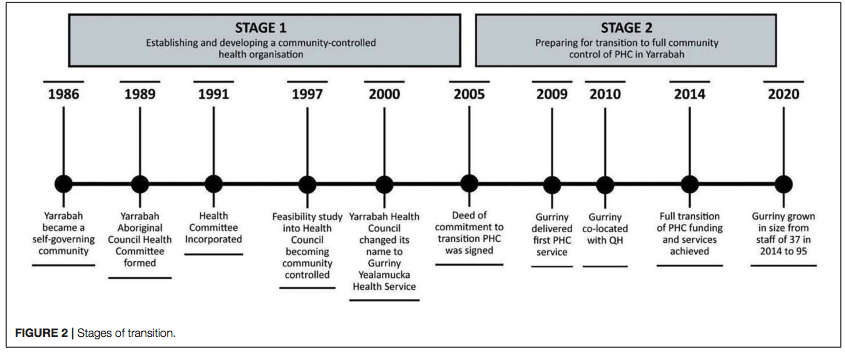 STAGE 1
Establishing and developing a community-controlled
health organisation
STAGE 2
Preparing for transition to full community
control of PHC in Yarrabah
1986
1989
1991
1997
2000
2005
2009
2010
2014
2020
Yarrabah
became a
self-governing
community
Yarrabah
Aboriginal
Council Health
Committee
formed
Health
Committee
Incorporated
Feasibility study
into Health
Council
becoming
community
controlled
Yarrabah Health
Council
changed its
name to
Gurriny
Yealamucka
Health Service
Deed of
commitment to
transition PHC
was signed
Gurriny
delivered
first PHC
service
Gurriny
co-located
with QH
Full transition
of PHC funding
and services
achieved
Gurriny grown
in size from
staff of 37 in
2014 to 95
FIGURE 2 | Stages of transition.